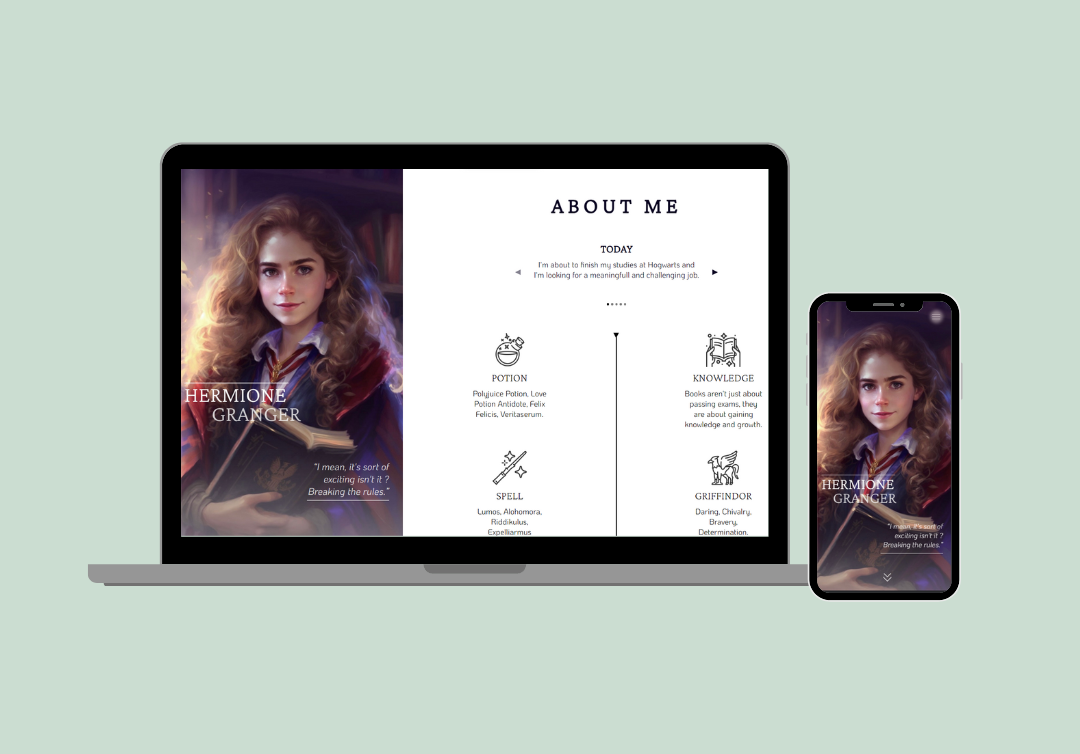 HERMIONE
GRANGER
"I mean, it's sort of
exciting isn't it ?
Breaking the rules."
ABOUT ME
TODAY
I'm about to finish my studies at Hogwarts and
I'm looking for a meaningfull and challenging job.
POTION
Polyjuice Potion, Love
Potion Antidote, Felix
Felicis, Veritaserum.
KNOWLEDGE
Books aren't just about
passing exams, they
are about gaining
knowledge and growth.
SPELL
Lumos, Alohomora,
Riddikulus,
Expelliarmus
GRIFFINDOR
Daring, Chivalry,
Bravery,
Determination.
HERMIONE
GRANGER
"I mean, it's sort of
exciting isn't it ?
Breaking the rules."